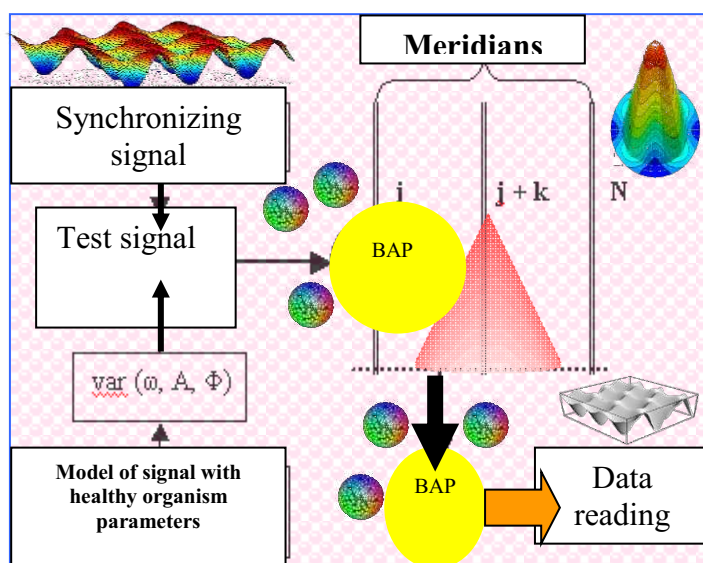 Meridians
Synchronizing
signal
j + k
N
Test signal
BAP
var (ω, A, Φ)
Model of signal with
healthy organism
parameters
BAP
Data
reading